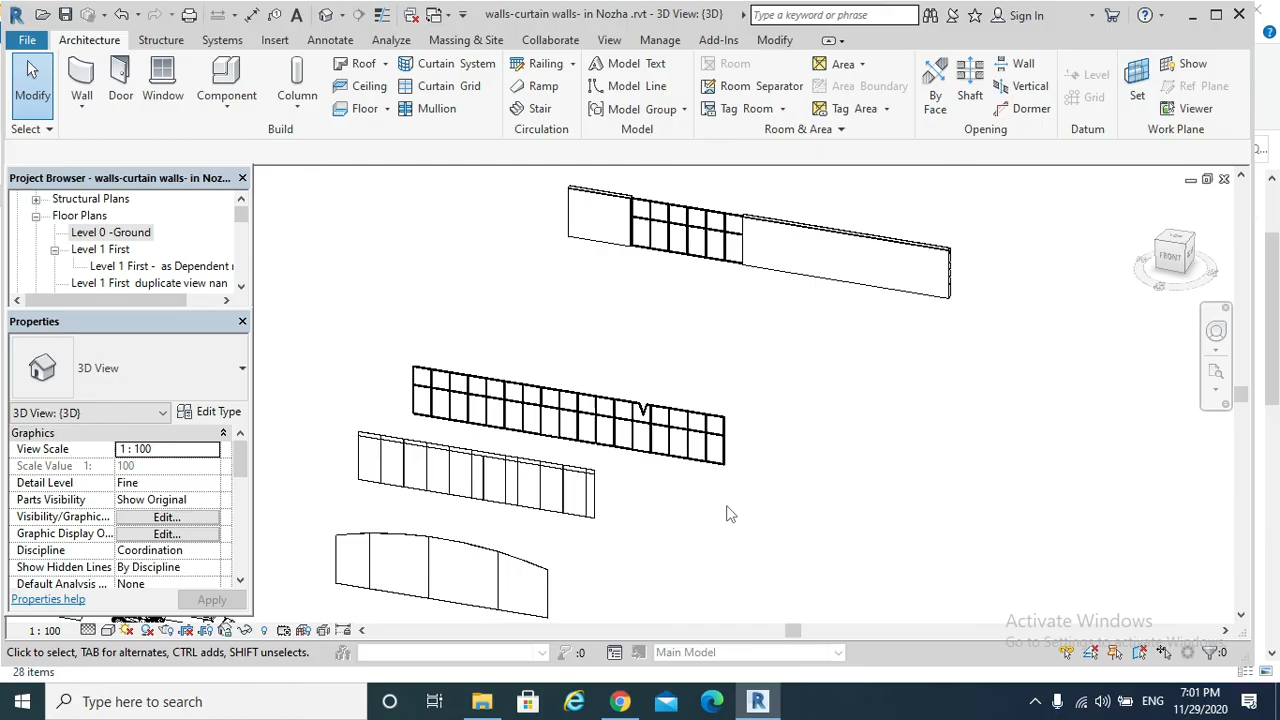 walls-curtain walls- in Nozha .rvt - 3D View: {3D}
Type a keyword or phrase
Sign In
File Architecture Structure Systems Insert Annotate Analyze Massing & Site Collaborate View Manage Add-Ins Modify
Modify
Select
Wall
Door
Window
Component
Column
Roof
Ceiling
Floor
Curtain System
Curtain Grid
Mullion
Build
Railing
Ramp
Stair
Circulation
Model Text
Model Line
Model Group
Model
Room
Room Separator
Tag Room
Area
Area Boundary
Tag Area
Room & Area
By Face
Shaft
Wall
Vertical
Dormer
Opening
Level
Grid
Datum
Set
Show
Ref Plane
Viewer
Work Plane
Project Browser - walls-curtain walls- in Noz...
Structural Plans
Floor Plans
Level 0 -Ground
Level 1 First
Level 1 First - as Dependent
Level 1 First duplicate view nan
Properties
3D View
3D View: {3D}
Edit Type
Graphics
View Scale 1 : 100
Scale Value 1: 100
Detail Level Fine
Parts Visibility Show Original
Visibility/Graphic... Edit...
Graphic Display O... Edit...
Discipline Coordination
Show Hidden Lines By Discipline
Default Analysis ... None
Properties help
Apply
FRONT
Activate Windows
Go to Settings to activate Windows.
1 : 100
Click to select, TAB for alternates, CTRL adds, SHIFT unselects.
:0
Main Model
:0
28 items
Type here to search
ENG
7:01 PM
11/29/2020